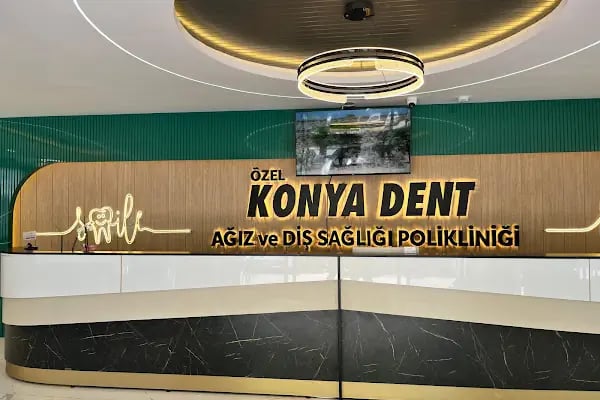 ÖZEL
KONYA DENT
AĞIZ ve DİŞ SAĞLIĞI POLİKLİNİĞİ
Smile